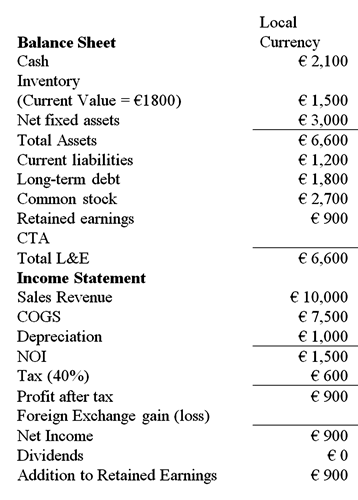 Local
Balance Sheet Currency
Cash € 2,100
Inventory
(Current Value = €1800) € 1,500
Net fixed assets € 3,000
Total Assets € 6,600
Current liabilities € 1,200
Long-term debt € 1,800
Common stock € 2,700
Retained earnings € 900
CTA
Total L&E € 6,600
Income Statement
Sales Revenue € 10,000
COGS € 7,500
Depreciation € 1,000
NOI € 1,500
Tax (40%) € 600
Profit after tax € 900
Foreign Exchange gain (loss)
Net Income € 900
Dividends € 0
Addition to Retained Earnings € 900